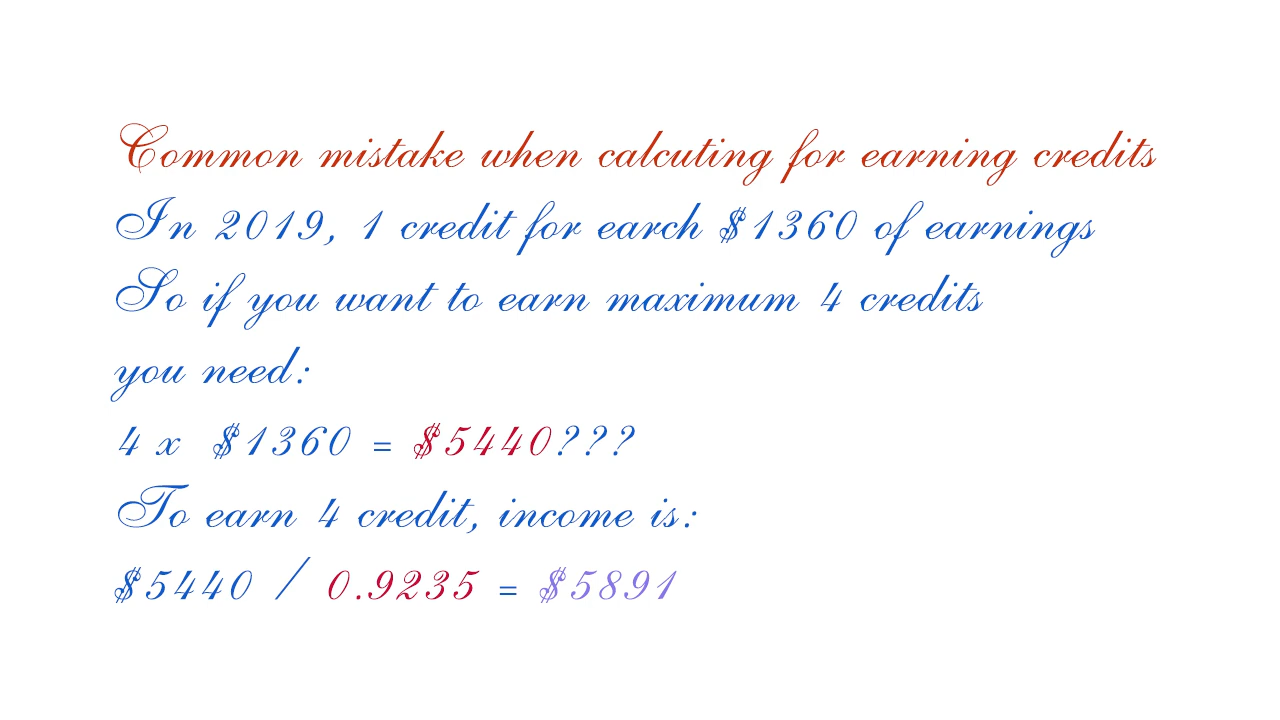 Common mistake when calcuting for earning credits
In 2019, 1 credit for earch $1360 of earnings
So if you want to earn maximum 4 credits
you need:
4 x $1360 = $5440???
To earn 4 credit, income is:
$5440 / 0.9235 = $5891